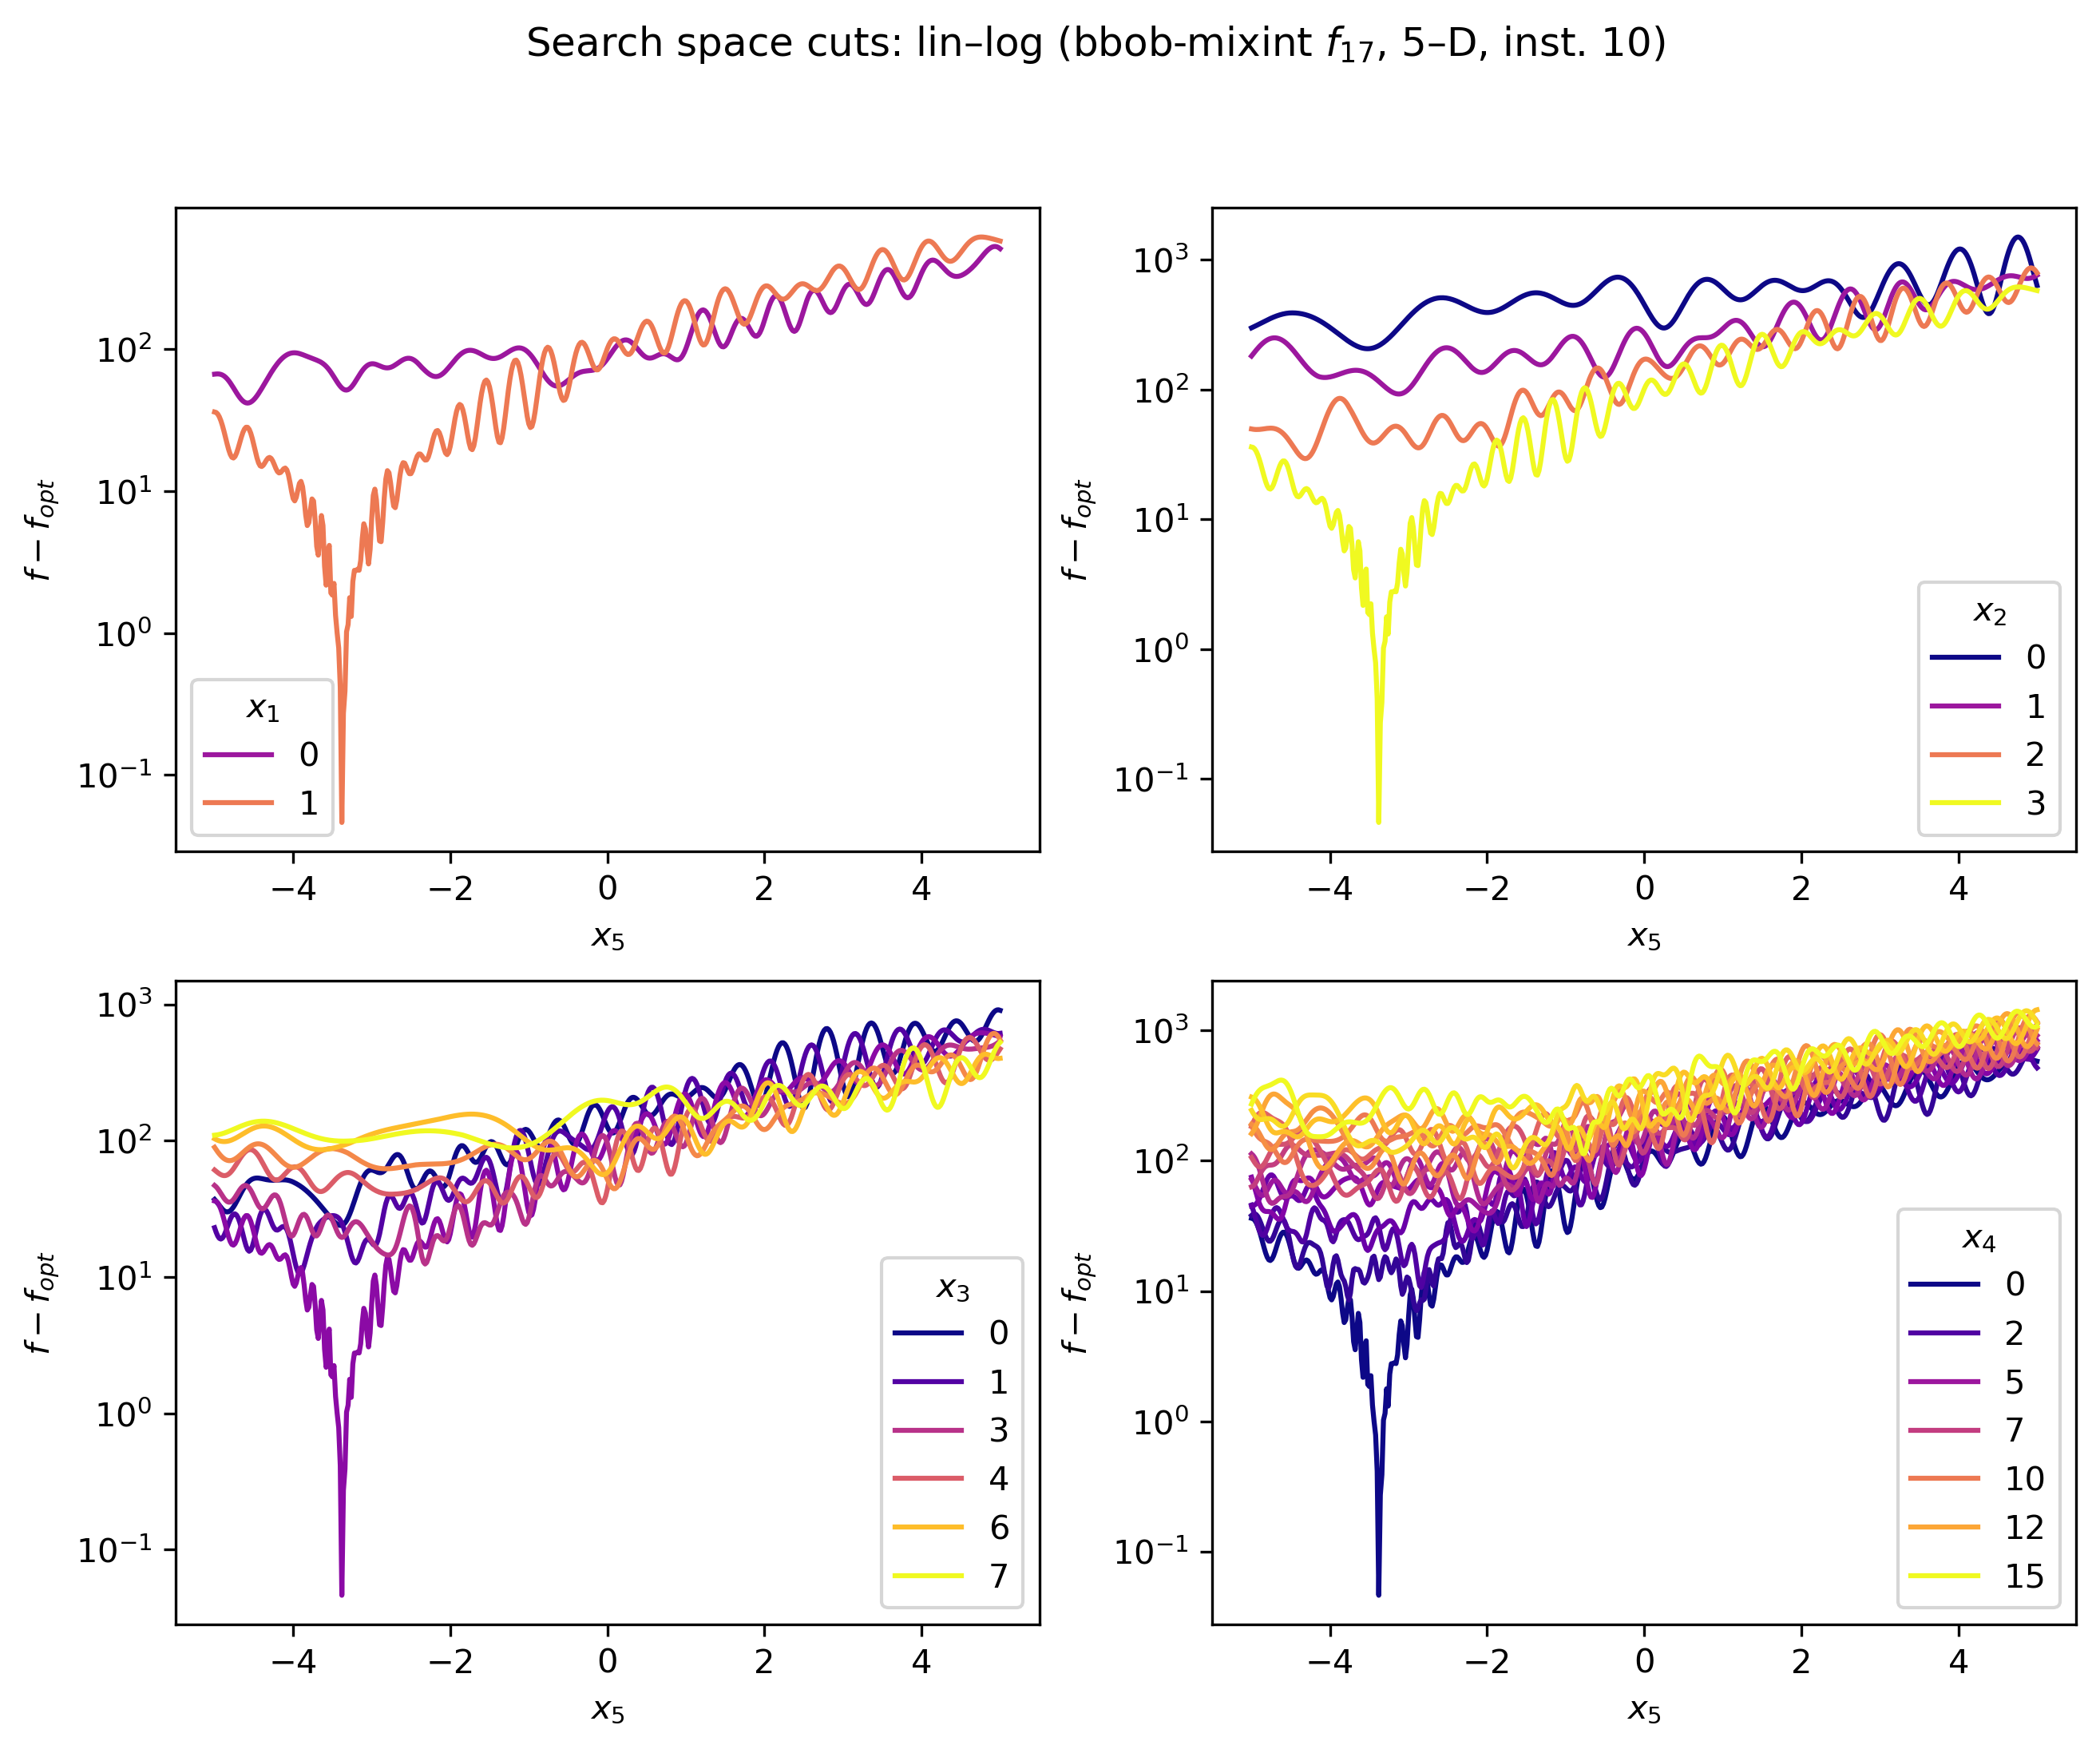 Search space cuts: lin–log (bbob-mixint f17, 5–D, inst. 10)
10^2
10^1
10^0
10^−1
f − fopt
x1
0
1
−4 −2 0 2 4
x5
10^3
10^2
10^1
10^0
10^−1
f − fopt
x2
0
1
2
3
−4 −2 0 2 4
x5
10^3
10^2
10^1
10^0
10^−1
f − fopt
x3
0
1
3
4
6
7
−4 −2 0 2 4
x5
10^3
10^2
10^1
10^0
10^−1
f − fopt
x4
0
2
5
7
10
12
15
−4 −2 0 2 4
x5